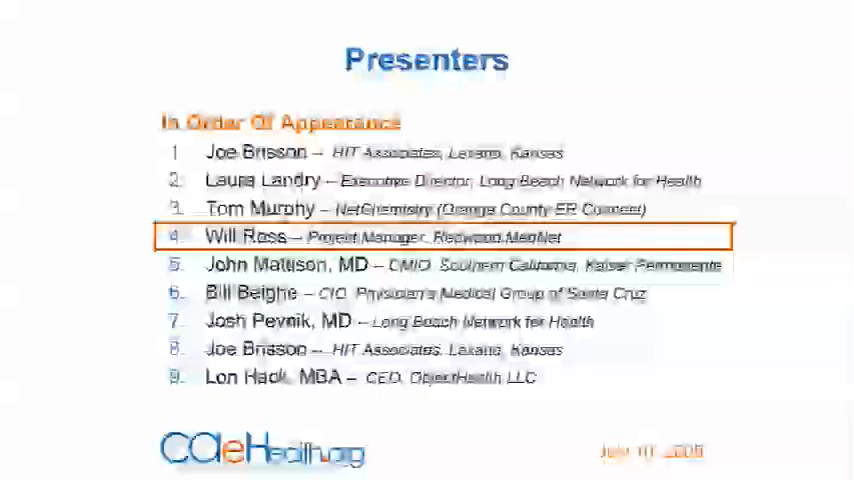 Presenters
In Order Of Appearance
1. Joe Brisson – HIT Associates, Lenexa, Kansas
2. Laura Landry – Executive Director, Long Beach Network for Health
3. Tom Murphy – NetChemistry (Orange County ER Connect)
4. Will Ross – Project Manager, Redwood MedNet
5. John Mattison, MD – CMIO, Southern California, Kaiser Permanente
6. Bill Beighe – CIO, Physician's Medical Group of Santa Cruz
7. Josh Pevnik, MD – Long Beach Network for Health
8. Joe Brisson – HIT Associates, Lenexa, Kansas
9. Lori Hack, MBA – CEO, ObjectHealth LLC
CAeHealth.org
July 10,